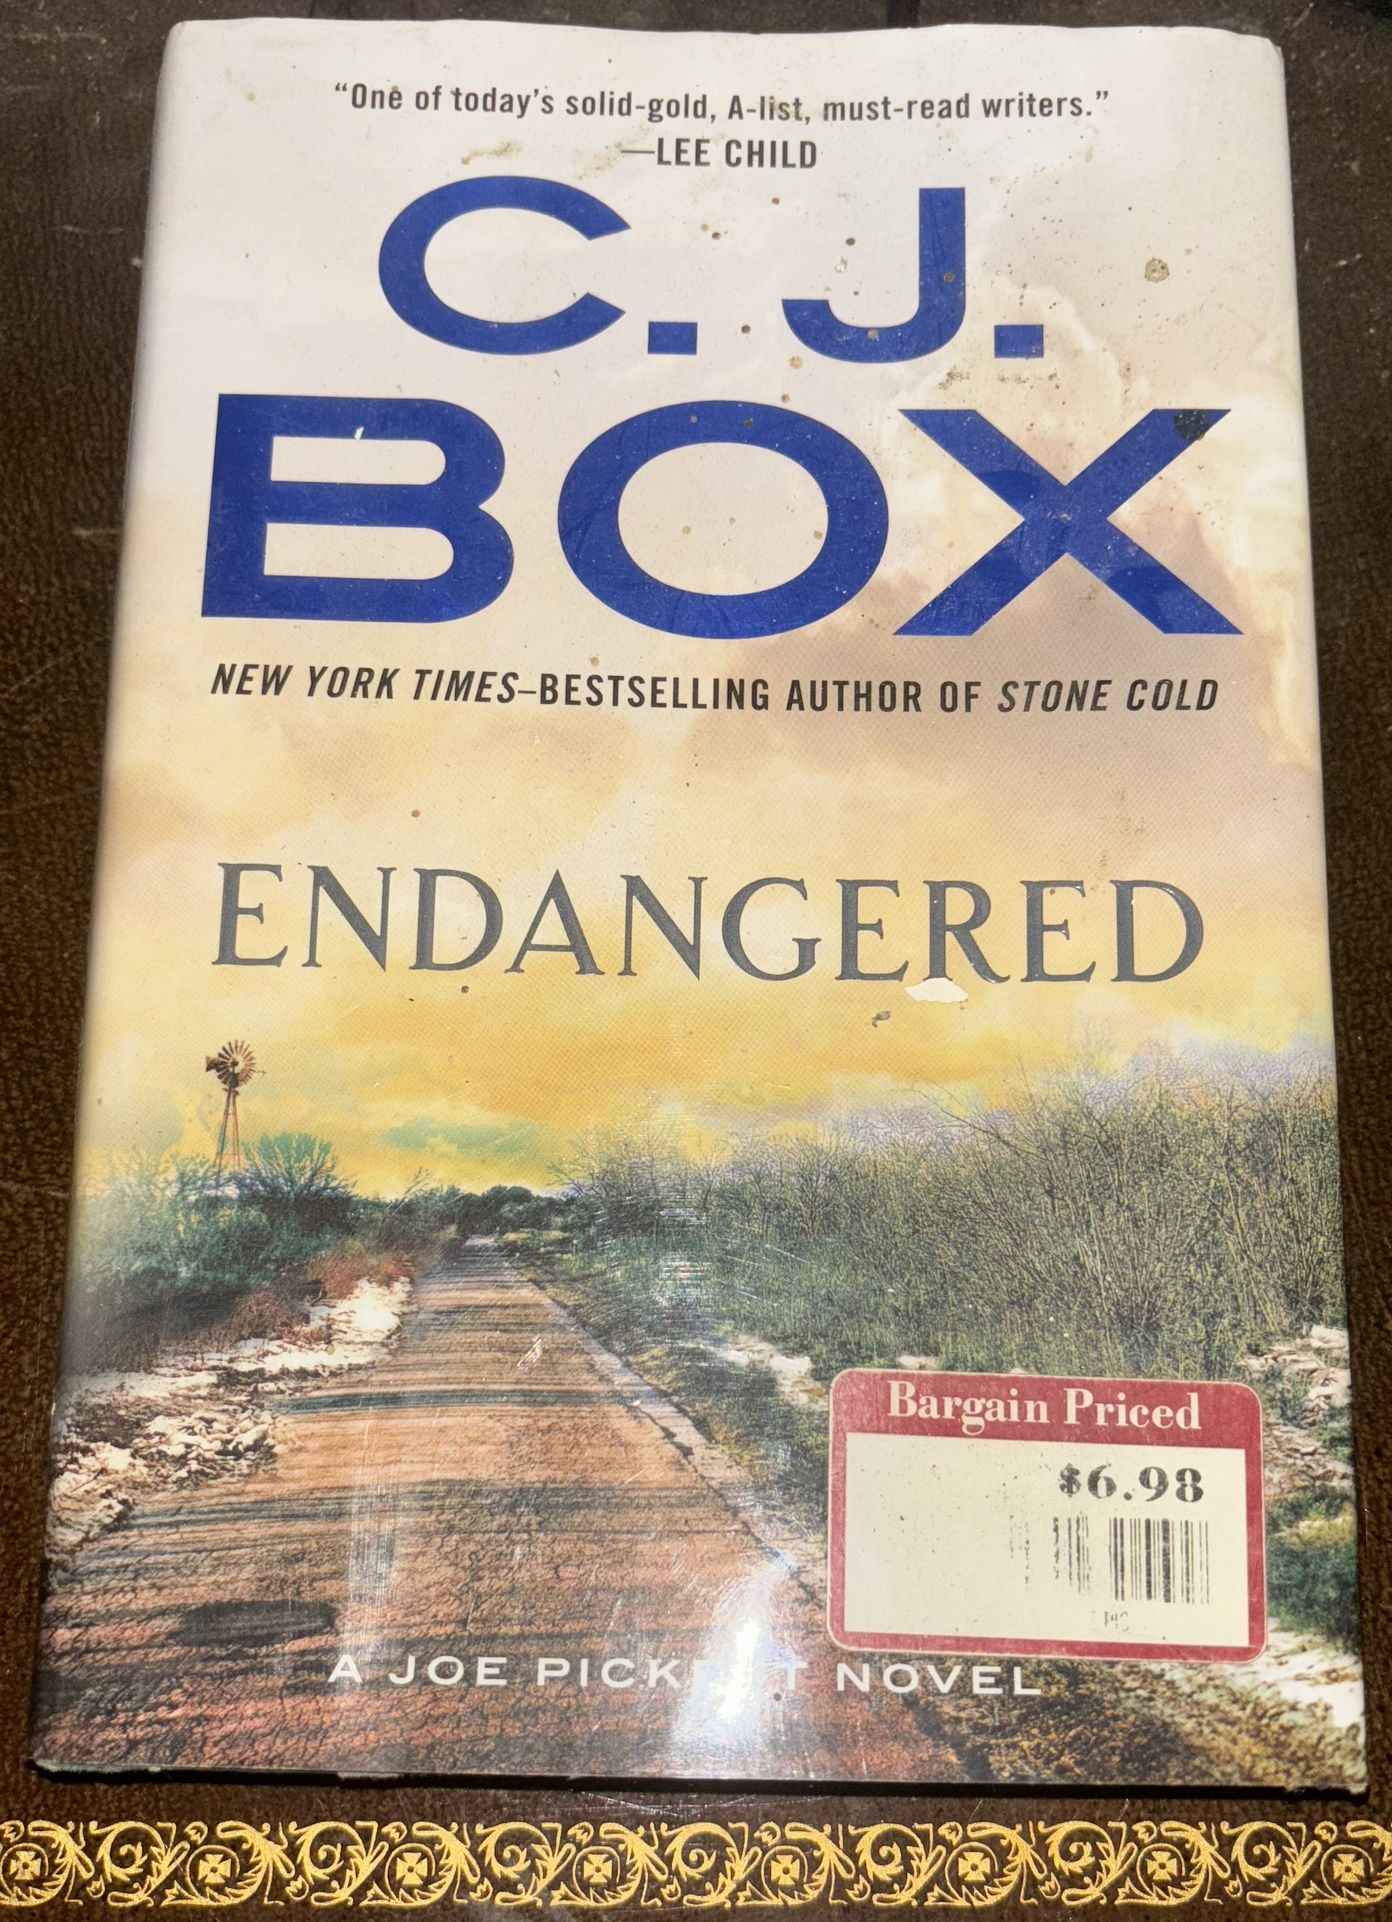 “One of today’s solid-gold, A-list, must-read writers.”
—LEE CHILD
C. J.
BOX
NEW YORK TIMES–BESTSELLING AUTHOR OF STONE COLD
ENDANGERED
Bargain Priced
$6.98
A JOE PICKETT NOVEL